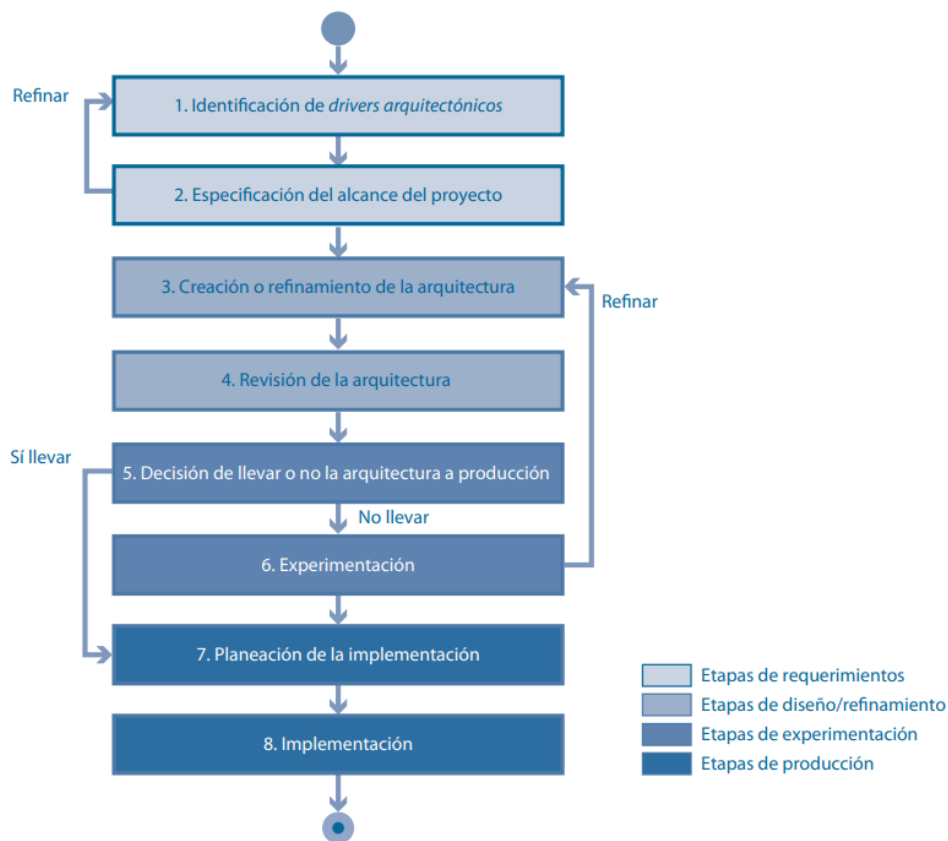 Refinar
1. Identificación de drivers arquitectónicos
2. Especificación del alcance del proyecto
3. Creación o refinamiento de la arquitectura
Refinar
4. Revisión de la arquitectura
Sí llevar
5. Decisión de llevar o no la arquitectura a producción
No llevar
6. Experimentación
7. Planeación de la implementación
8. Implementación
Etapas de requerimientos
Etapas de diseño/refinamiento
Etapas de experimentación
Etapas de producción